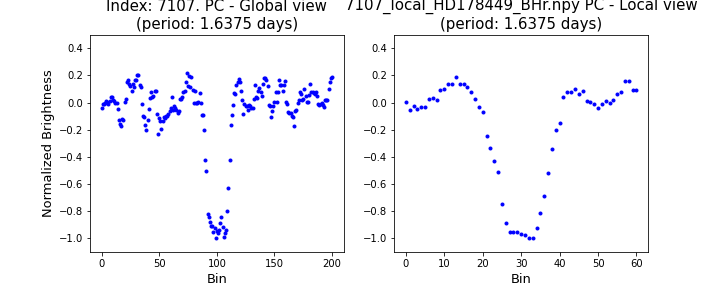 Index: 7107. PC - Global view
(period: 1.6375 days)
7107_local_HD178449_BHr.npy PC - Local view
(period: 1.6375 days)
Normalized Brightness
0.4
0.2
0.0
−0.2
−0.4
−0.6
−0.8
−1.0
0 50 100 150 200
Bin
0.4
0.2
0.0
−0.2
−0.4
−0.6
−0.8
−1.0
0 10 20 30 40 50 60
Bin